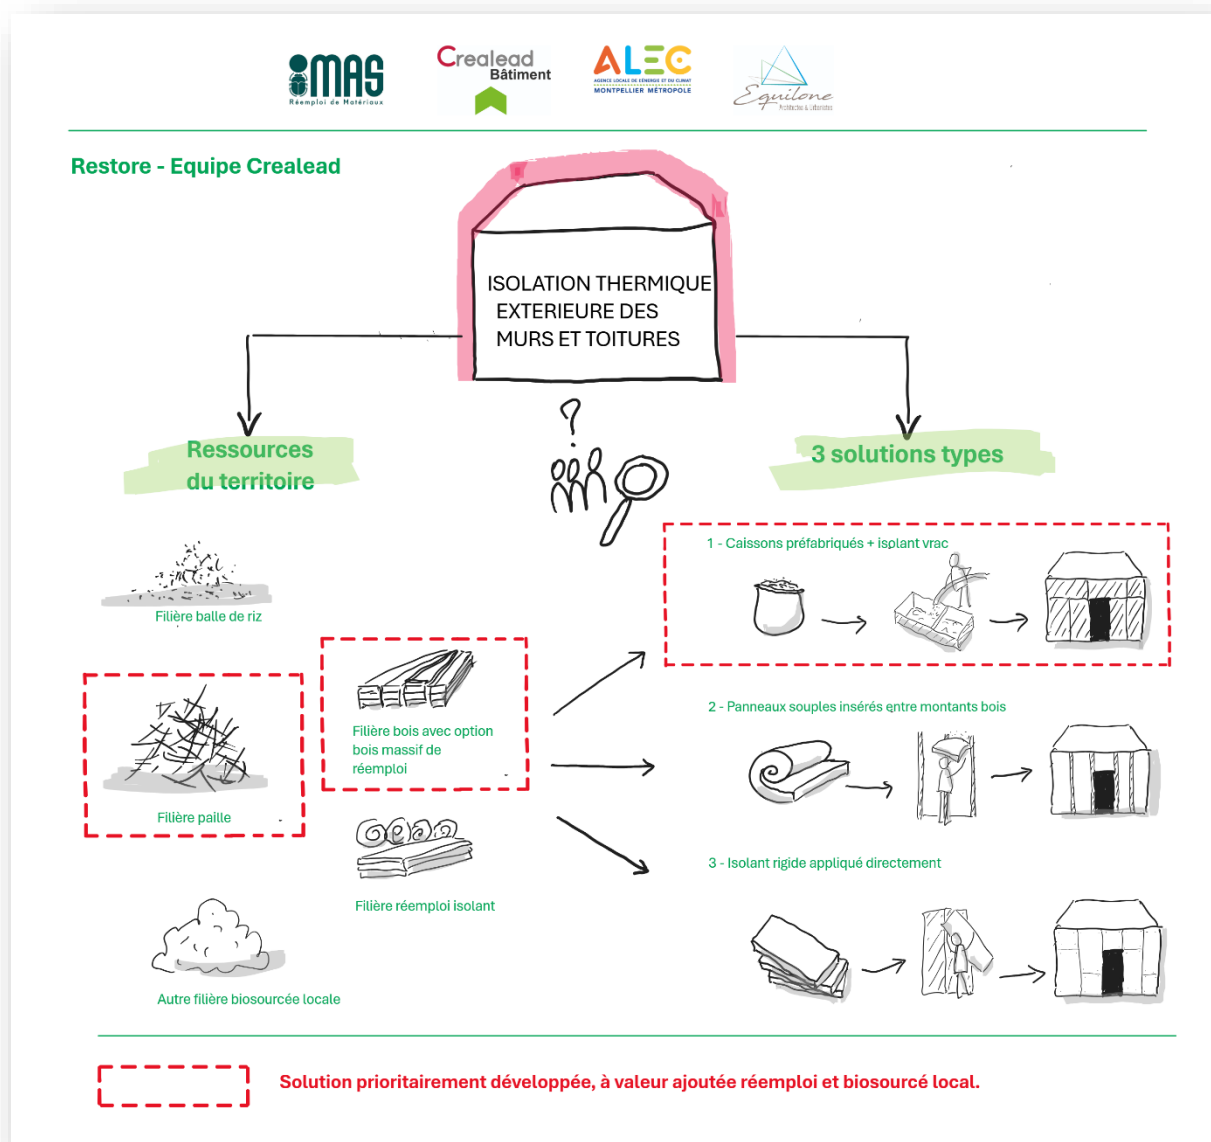 iMAS
Réemploi de Matériaux
Crealead
Bâtiment
ALEC
AGENCE LOCALE DE L'ÉNERGIE ET DU CLIMAT
MONTPELLIER MÉTROPOLE
Equilone
Architectes & Urbanistes
Restore - Equipe Crealead
ISOLATION THERMIQUE
EXTERIEURE DES
MURS ET TOITURES
?
Ressources
du territoire
3 solutions types
Filière balle de riz
Filière paille
Filière bois avec option
bois massif de
réemploi
Filière réemploi isolant
Autre filière biosourcée locale
1 - Caissons préfabriqués + isolant vrac
2 - Panneaux souples insérés entre montants bois
3 - Isolant rigide appliqué directement
Solution prioritairement développée, à valeur ajoutée réemploi et biosourcé local.